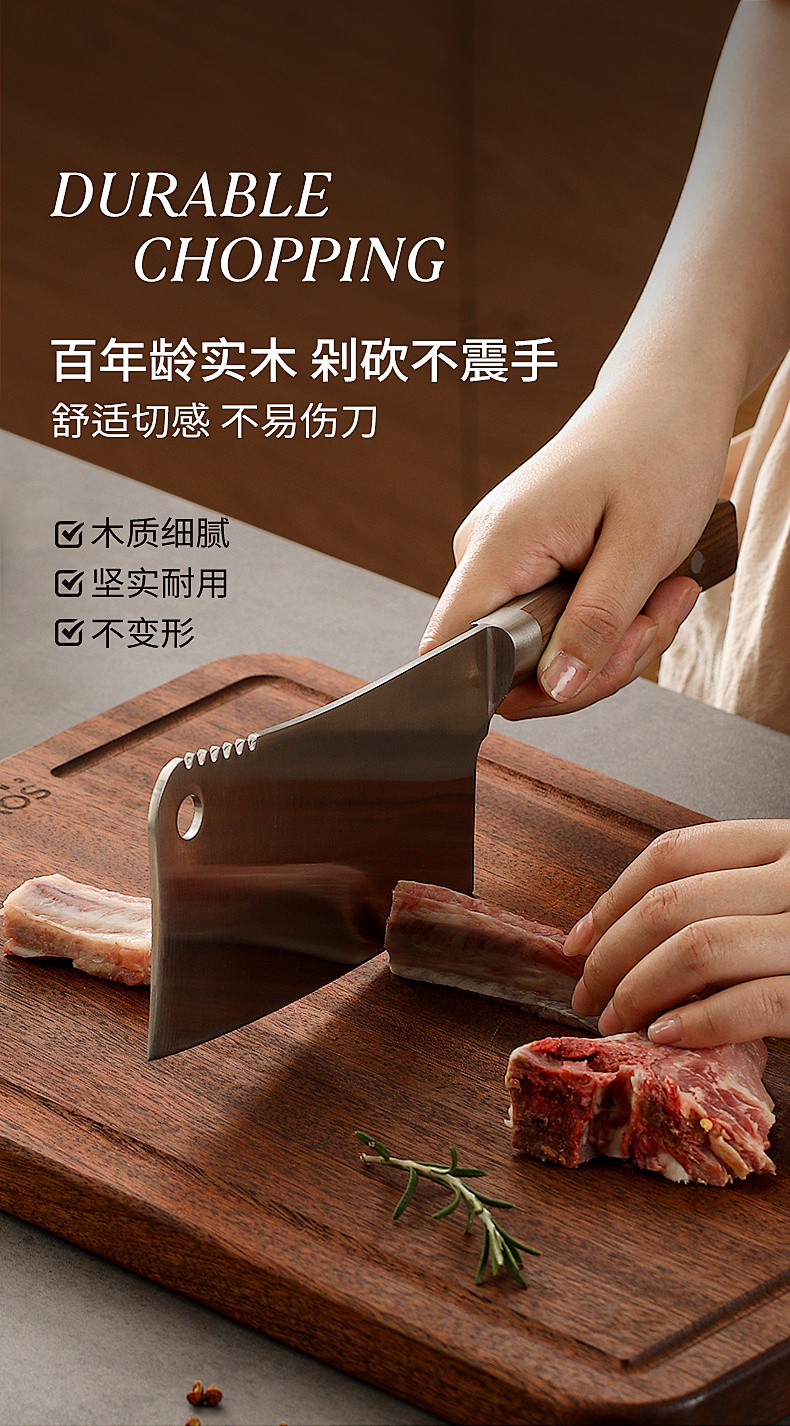 DURABLE
CHOPPING
百年龄实木 剁砍不震手
舒适切感 不易伤刀
木质细腻
坚实耐用
不变形